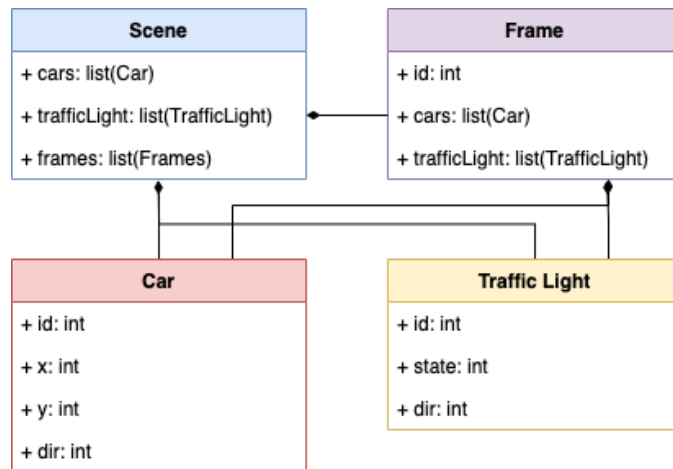 Scene
+ cars: list(Car)
+ trafficLight: list(TrafficLight)
+ frames: list(Frames)
Frame
+ id: int
+ cars: list(Car)
+ trafficLight: list(TrafficLight)
Car
+ id: int
+ x: int
+ y: int
+ dir: int
Traffic Light
+ id: int
+ state: int
+ dir: int